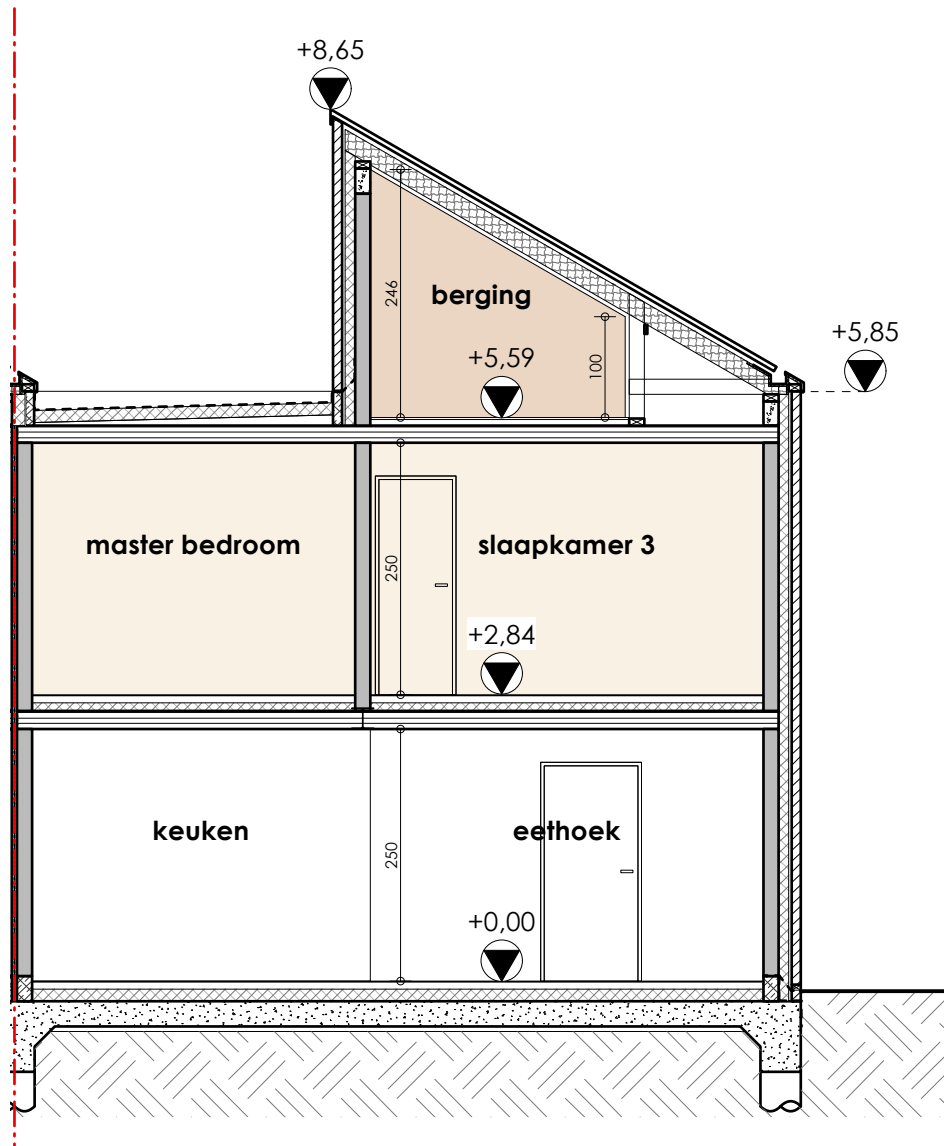 +8,65
246
berging
+5,85
+5,59
100
master bedroom
slaapkamer 3
250
+2,84
keuken
eethoek
250
+0,00